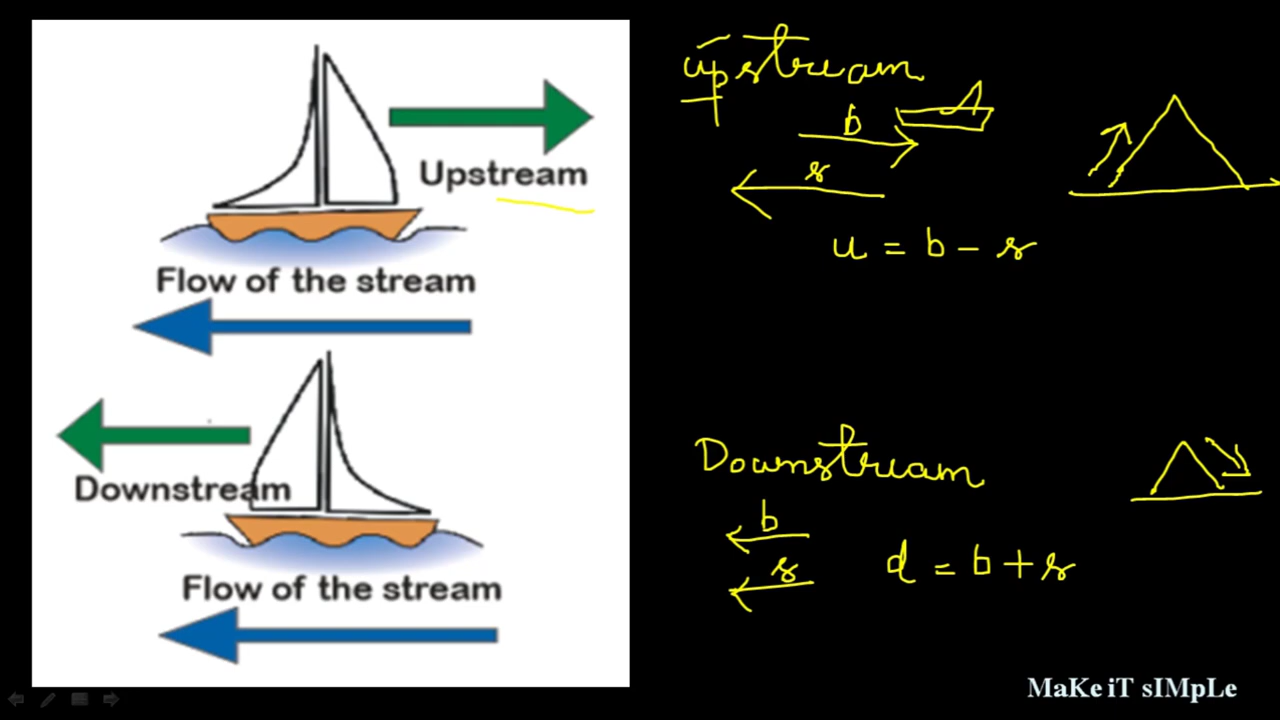 Upstream
Flow of the stream
Downstream
Flow of the stream
upstream
b
s
u = b - s
Downstream
b
s
d = b + s
MaKe iT sIMpLe